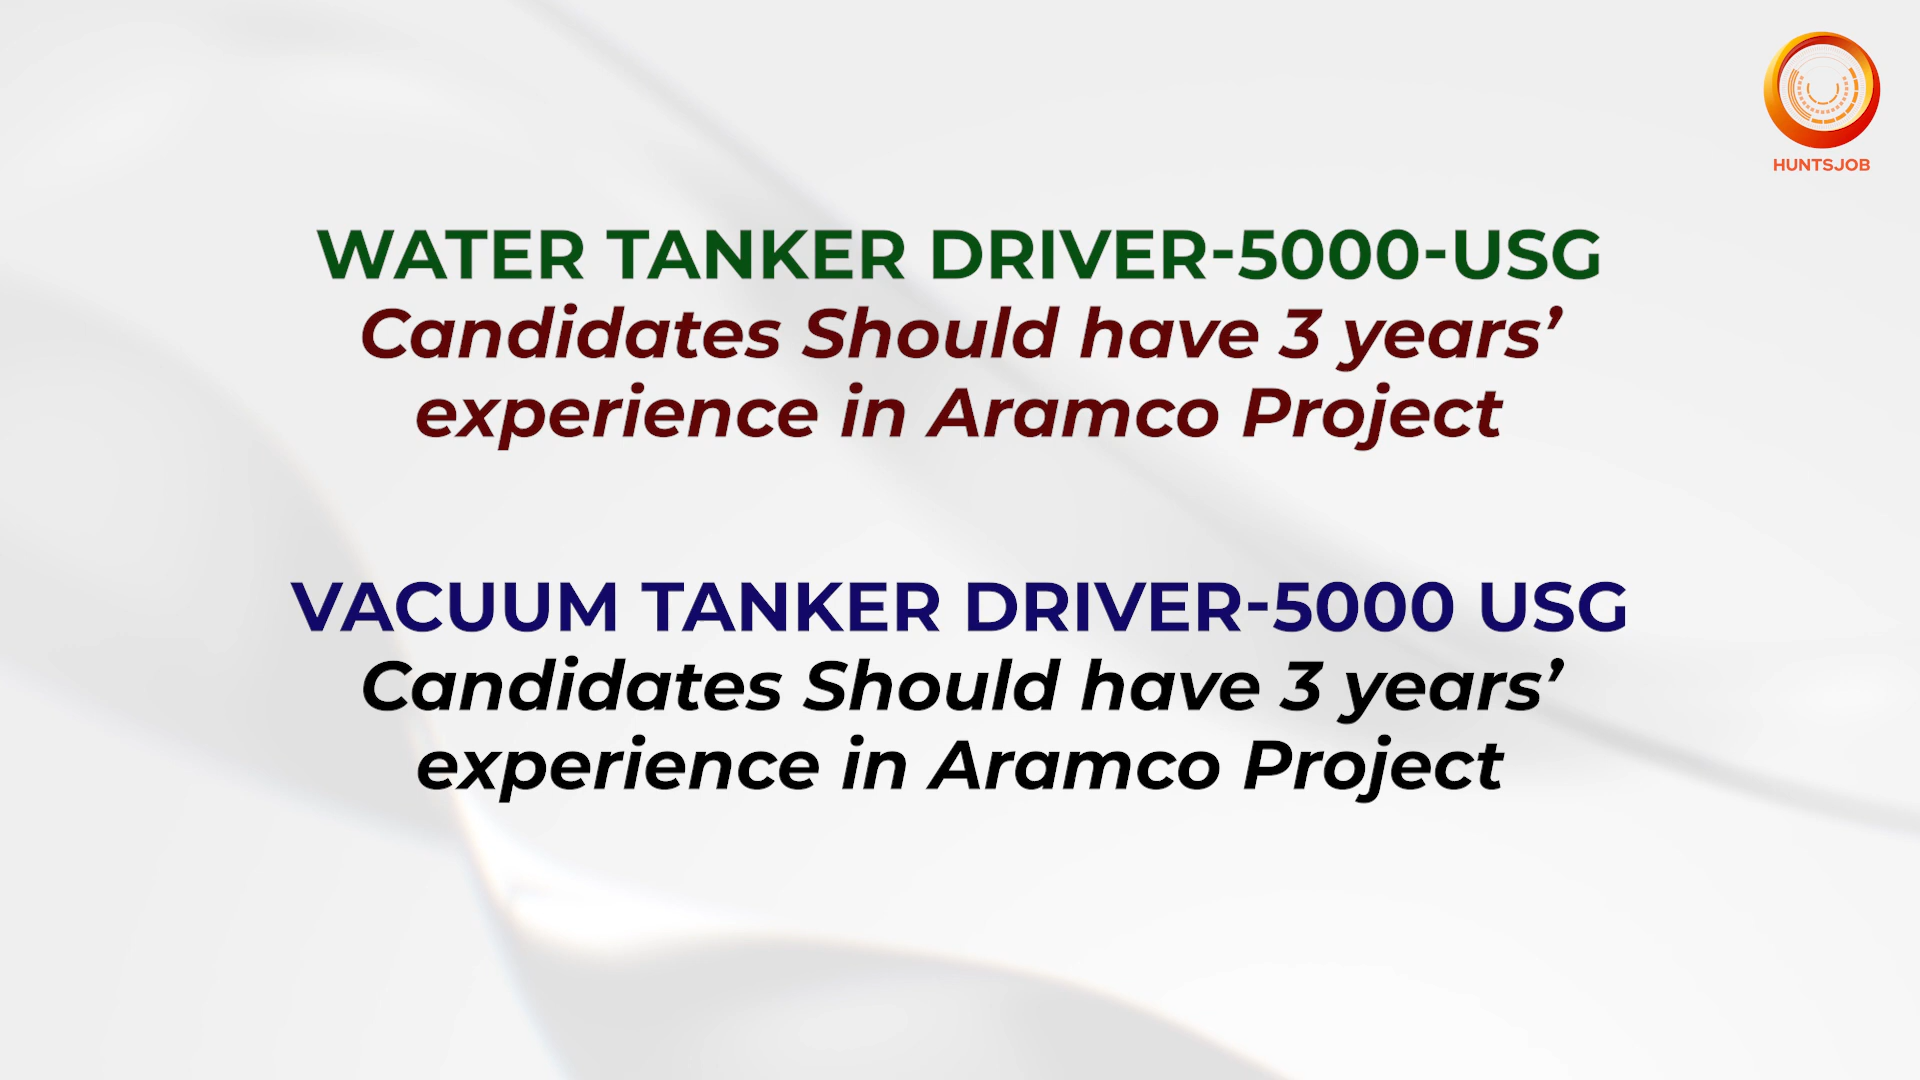 HUNTSJOB
WATER TANKER DRIVER-5000-USG
Candidates Should have 3 years’
experience in Aramco Project
VACUUM TANKER DRIVER-5000 USG
Candidates Should have 3 years’
experience in Aramco Project